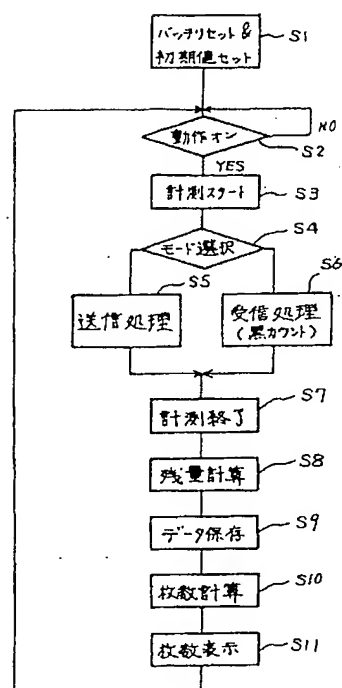 バッテリセット &
初期値セット
S1
動作オン
NO
S2
YES
計測スタート
S3
モード選択
S4
送信処理
S5
受信処理
(黒カウント)
S6
計測終了
S7
残量計算
S8
データ保存
S9
枚数計算
S10
枚数表示
S11